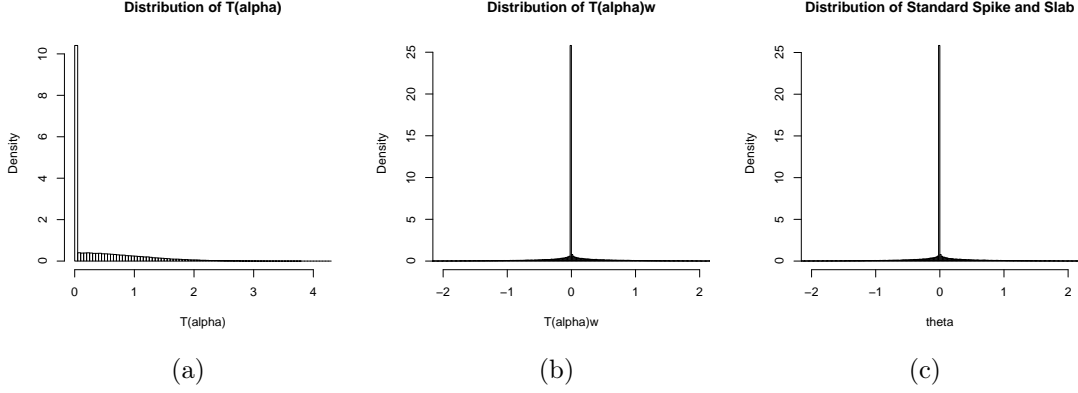 Distribution of T(alpha)
Density
0 2 4 6 8 10
0 1 2 3 4
T(alpha)
(a)
Distribution of T(alpha)w
Density
0 5 10 15 20 25
−2 −1 0 1 2
T(alpha)w
(b)
Distribution of Standard Spike and Slab
Density
0 5 10 15 20 25
−2 −1 0 1 2
theta
(c)